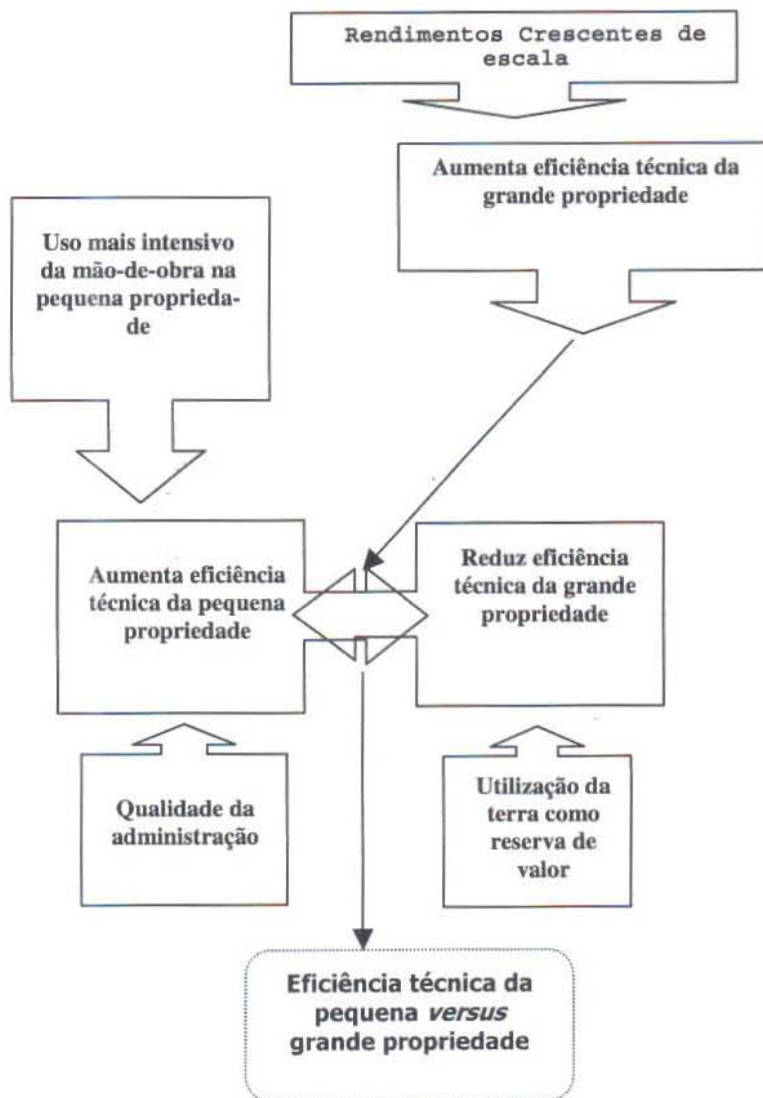 Rendimentos Crescentes de
escala
Aumenta eficiência técnica da
grande propriedade
Uso mais intensivo
da mão-de-obra na
pequena proprieda-
de
Aumenta eficiência
técnica da pequena
propriedade
Reduz eficiência
técnica da grande
propriedade
Qualidade da
administração
Utilização da
terra como
reserva de
valor
Eficiência técnica da
pequena versus
grande propriedade